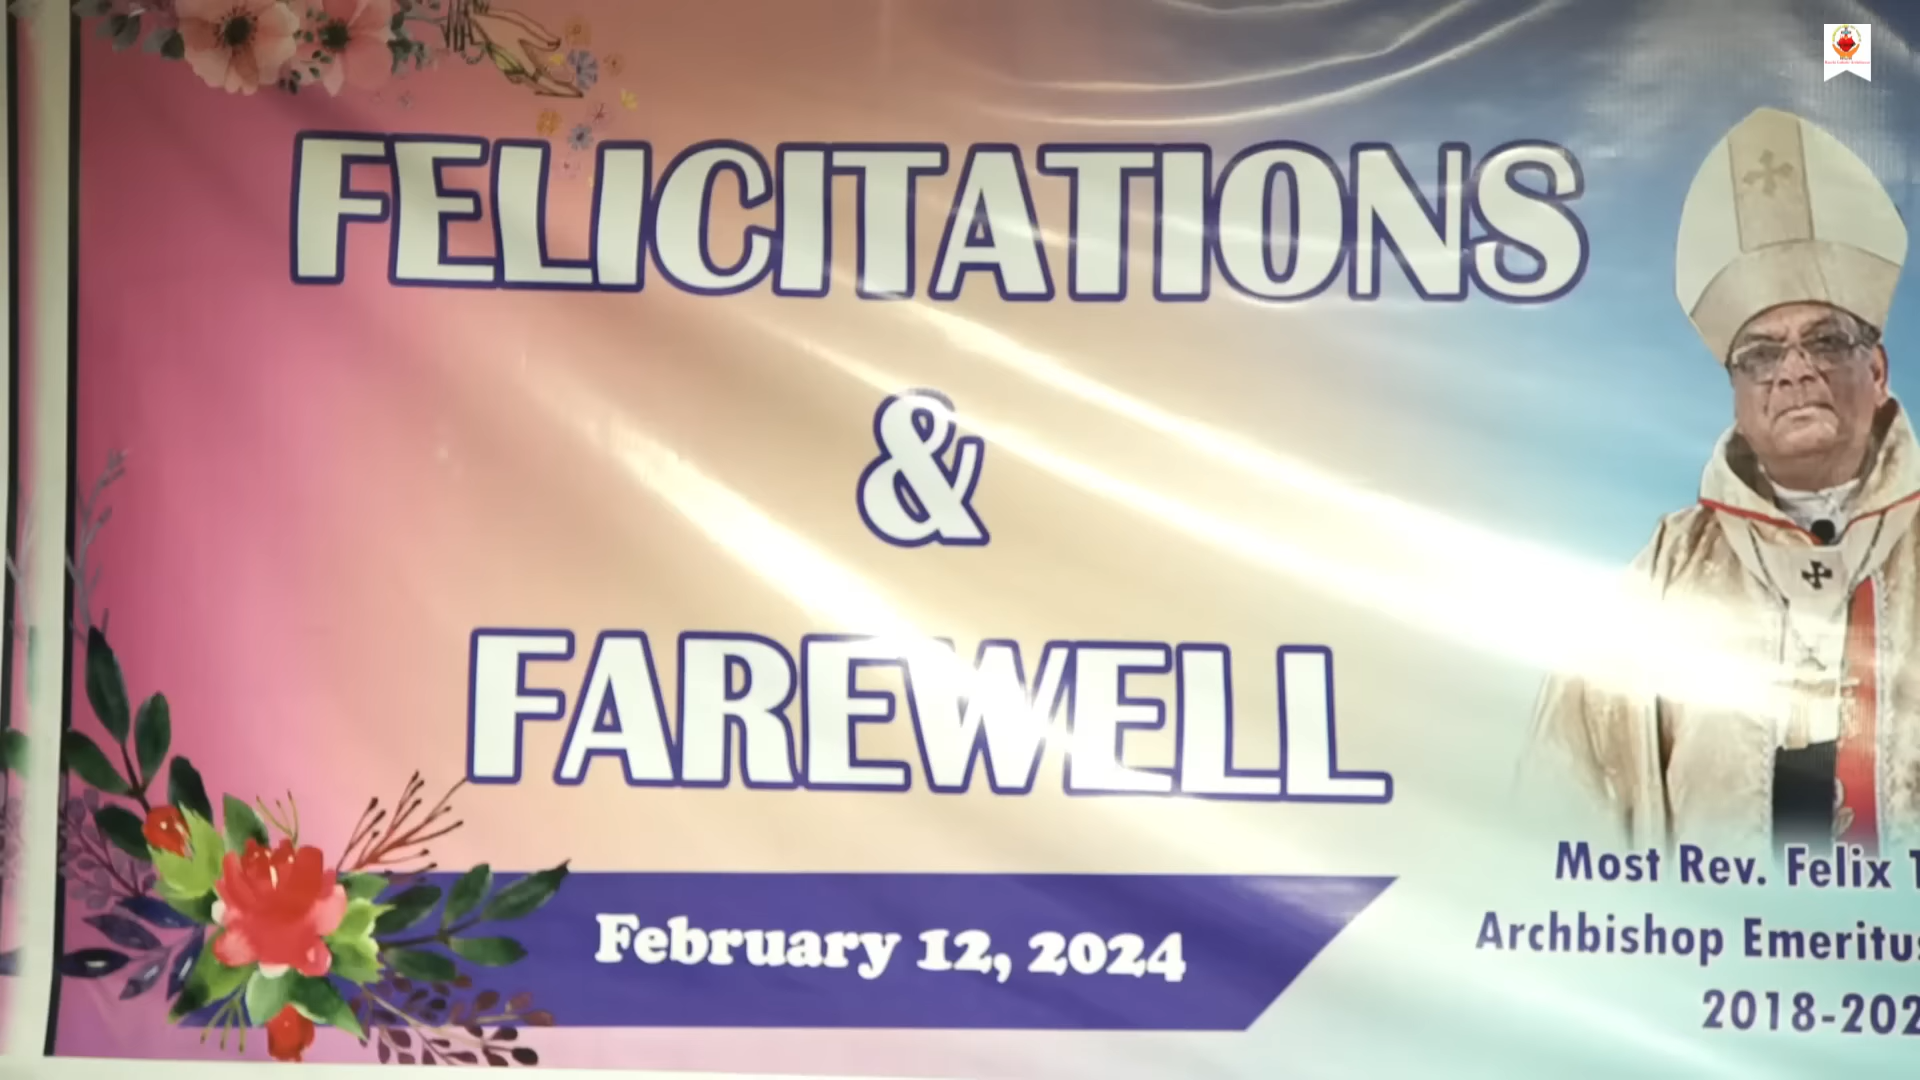 FELICITATIONS
&
FAREWELL
February 12, 2024
Most Rev. Felix
Archbishop Emeritus
2018-202